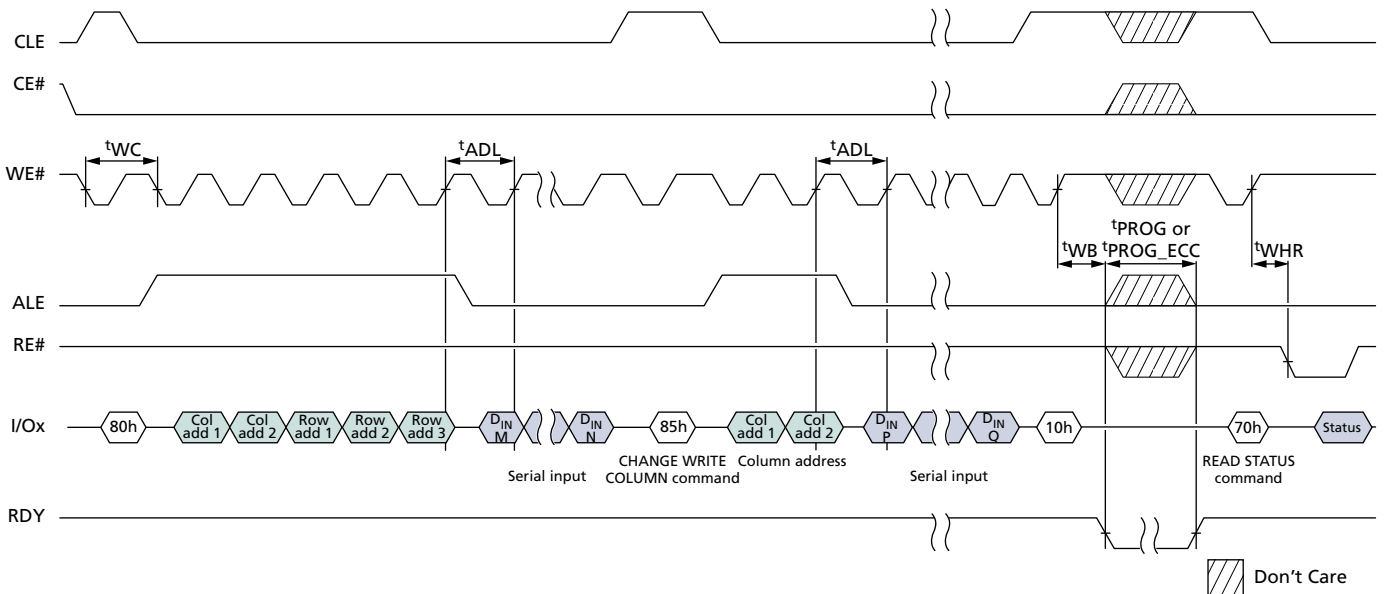 CLE
CE#
tWC
tADL
tADL
WE#
tPROG or
tWB
tPROG_ECC
tWHR
ALE
RE#
I/Ox
80h
Col add 1
Col add 2
Row add 1
Row add 2
Row add 3
DIN M
DIN N
85h
Col add 1
Col add 2
DIN P
DIN Q
10h
70h
Status
Serial input
CHANGE WRITE
COLUMN command
Column address
Serial input
READ STATUS
command
RDY
Don't Care